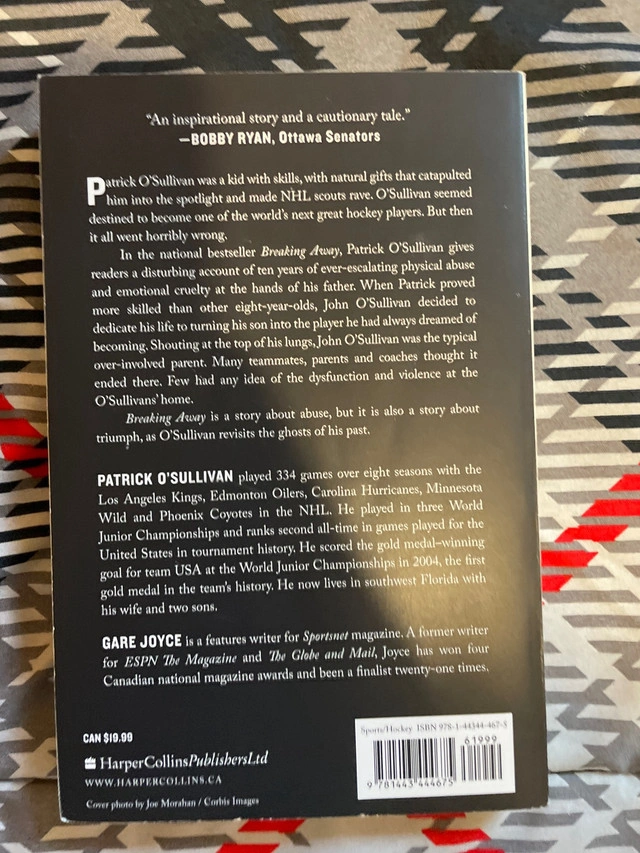 “An inspirational story and a cautionary tale.”
—BOBBY RYAN, Ottawa Senators
Patrick O’Sullivan was a kid with skills, with natural gifts that catapulted
him into the spotlight and made NHL scouts rave. O’Sullivan seemed
destined to become one of the world’s next great hockey players. But then
it all went horribly wrong.
In the national bestseller Breaking Away, Patrick O’Sullivan gives
readers a disturbing account of ten years of ever-escalating physical abuse
and emotional cruelty at the hands of his father. When Patrick proved
more skilled than other eight-year-olds, John O’Sullivan decided to
dedicate his life to turning his son into the player he had always dreamed of
becoming. Shouting at the top of his lungs, John O’Sullivan was the typical
over-involved parent. Many teammates, parents and coaches thought it
ended there. Few had any idea of the dysfunction and violence at the
O’Sullivans’ home.
Breaking Away is a story about abuse, but it is also a story about
triumph, as O’Sullivan revisits the ghosts of his past.
PATRICK O’SULLIVAN played 334 games over eight seasons with the
Los Angeles Kings, Edmonton Oilers, Carolina Hurricanes, Minnesota
Wild and Phoenix Coyotes in the NHL. He played in three World
Junior Championships and ranks second all-time in games played for the
United States in tournament history. He scored the gold medal–winning
goal for team USA at the World Junior Championships in 2004, the first
gold medal in the team’s history. He now lives in southwest Florida with
his wife and two sons.
GARE JOYCE is a features writer for Sportsnet magazine. A former writer
for ESPN The Magazine and The Globe and Mail, Joyce has won four
Canadian national magazine awards and been a finalist twenty-one times.
CAN $19.99
HarperCollinsPublishersLtd
WWW.HARPERCOLLINS.CA
Cover photo by Joe Morahan / Corbis Images
Sports/Hockey ISBN 978-1-44344-467-5
61999
9 781443 444675